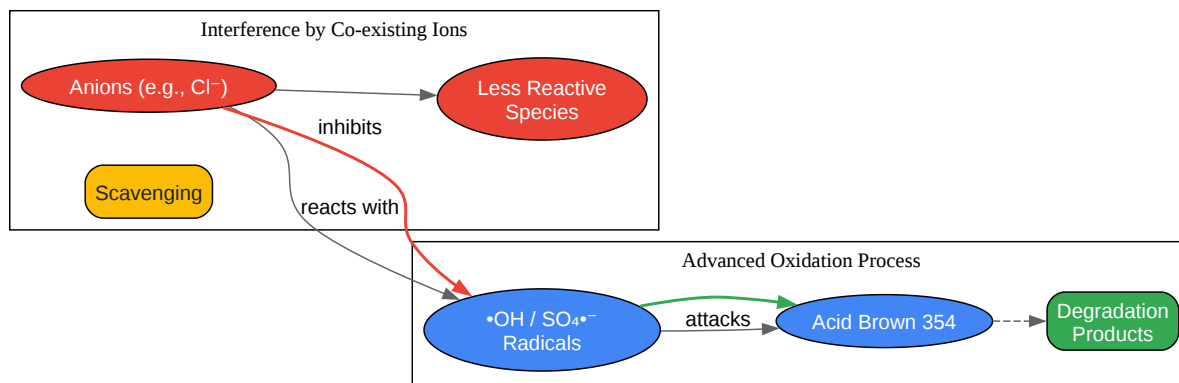 Interference by Co-existing Ions
Anions (e.g., Cl⁻)
Less Reactive
Species
inhibits
Scavenging
reacts with
Advanced Oxidation Process
•OH / SO₄•⁻
Radicals
attacks
Acid Brown 354
Degradation
Products